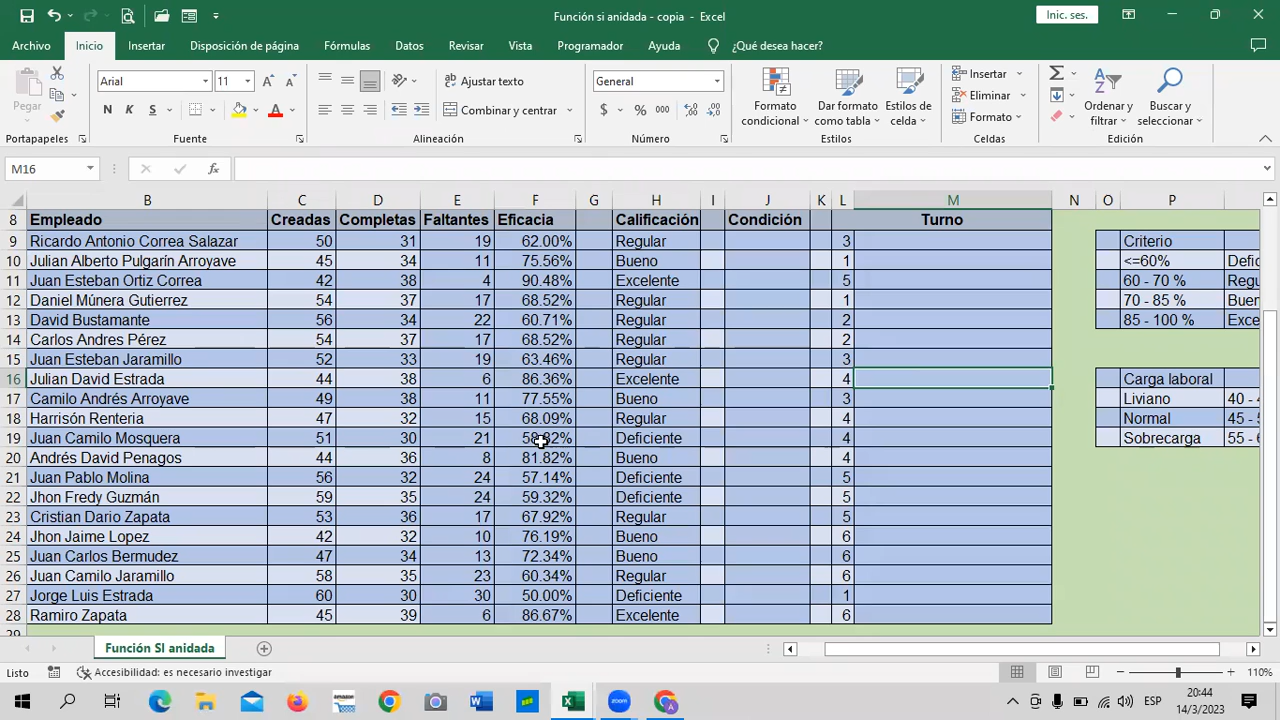 Función si anidada - copia - Excel
Inic. ses.
Archivo Inicio Insertar Disposición de página Fórmulas Datos Revisar Vista Programador Ayuda ¿Qué desea hacer?
Arial 11 Ajustar texto General Insertar
Pegar N K S Combinar y centrar $ % 000 Formato condicional Dar formato como tabla Estilos de celda Eliminar Formato Ordenar y filtrar Buscar y seleccionar
Portapapeles Fuente Alineación Número Estilos Celdas Edición
M16 fx
B C D E F G H I J K L M N O P
8 Empleado Creadas Completas Faltantes Eficacia Calificación Condición Turno
9 Ricardo Antonio Correa Salazar 50 31 19 62.00% Regular 3 Criterio
10 Julian Alberto Pulgarín Arroyave 45 34 11 75.56% Bueno 1 <=60% Defic
11 Juan Esteban Ortiz Correa 42 38 4 90.48% Excelente 5 60 - 70 % Regu
12 Daniel Múnera Gutierrez 54 37 17 68.52% Regular 1 70 - 85 % Buer
13 David Bustamante 56 34 22 60.71% Regular 2 85 - 100 % Exce
14 Carlos Andres Pérez 54 37 17 68.52% Regular 2
15 Juan Esteban Jaramillo 52 33 19 63.46% Regular 3
16 Julian David Estrada 44 38 6 86.36% Excelente 4 Carga laboral
17 Camilo Andrés Arroyave 49 38 11 77.55% Bueno 3 Liviano 40 - 4
18 Harrisón Renteria 47 32 15 68.09% Regular 4 Normal 45 - 5
19 Juan Camilo Mosquera 51 30 21 58.82% Deficiente 4 Sobrecarga 55 - 6
20 Andrés David Penagos 44 36 8 81.82% Bueno 4
21 Juan Pablo Molina 56 32 24 57.14% Deficiente 5
22 Jhon Fredy Guzmán 59 35 24 59.32% Deficiente 5
23 Cristian Dario Zapata 53 36 17 67.92% Regular 5
24 Jhon Jaime Lopez 42 32 10 76.19% Bueno 6
25 Juan Carlos Bermudez 47 34 13 72.34% Bueno 6
26 Juan Camilo Jaramillo 58 35 23 60.34% Regular 6
27 Jorge Luis Estrada 60 30 30 50.00% Deficiente 1
28 Ramiro Zapata 45 39 6 86.67% Excelente 6
29
Función SI anidada
Listo Accesibilidad: es necesario investigar 110%
ESP 20:44
14/3/2023